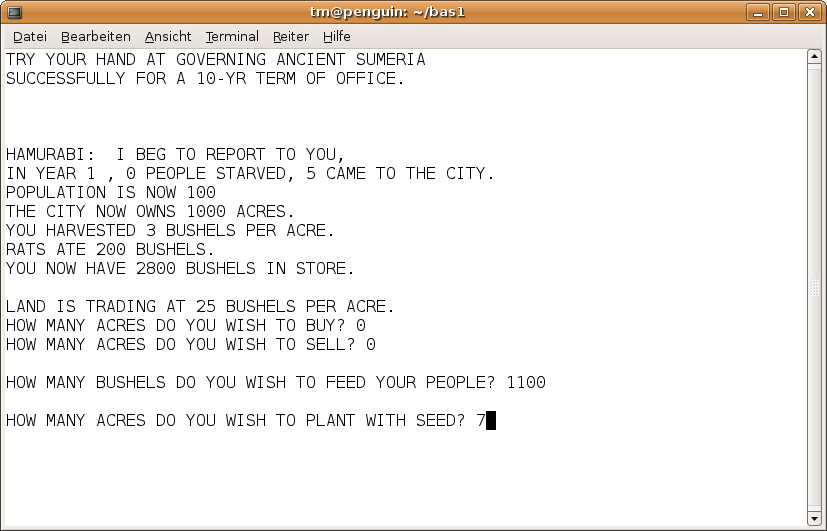 tm@penguin: ~/bas1
Datei Bearbeiten Ansicht Terminal Reiter Hilfe
TRY YOUR HAND AT GOVERNING ANCIENT SUMERIA
SUCCESSFULLY FOR A 10-YR TERM OF OFFICE.
HAMURABI:  I BEG TO REPORT TO YOU,
IN YEAR 1 , 0 PEOPLE STARVED, 5 CAME TO THE CITY.
POPULATION IS NOW 100
THE CITY NOW OWNS 1000 ACRES.
YOU HARVESTED 3 BUSHELS PER ACRE.
RATS ATE 200 BUSHELS.
YOU NOW HAVE 2800 BUSHELS IN STORE.
LAND IS TRADING AT 25 BUSHELS PER ACRE.
HOW MANY ACRES DO YOU WISH TO BUY? 0
HOW MANY ACRES DO YOU WISH TO SELL? 0
HOW MANY BUSHELS DO YOU WISH TO FEED YOUR PEOPLE? 1100
HOW MANY ACRES DO YOU WISH TO PLANT WITH SEED? 7